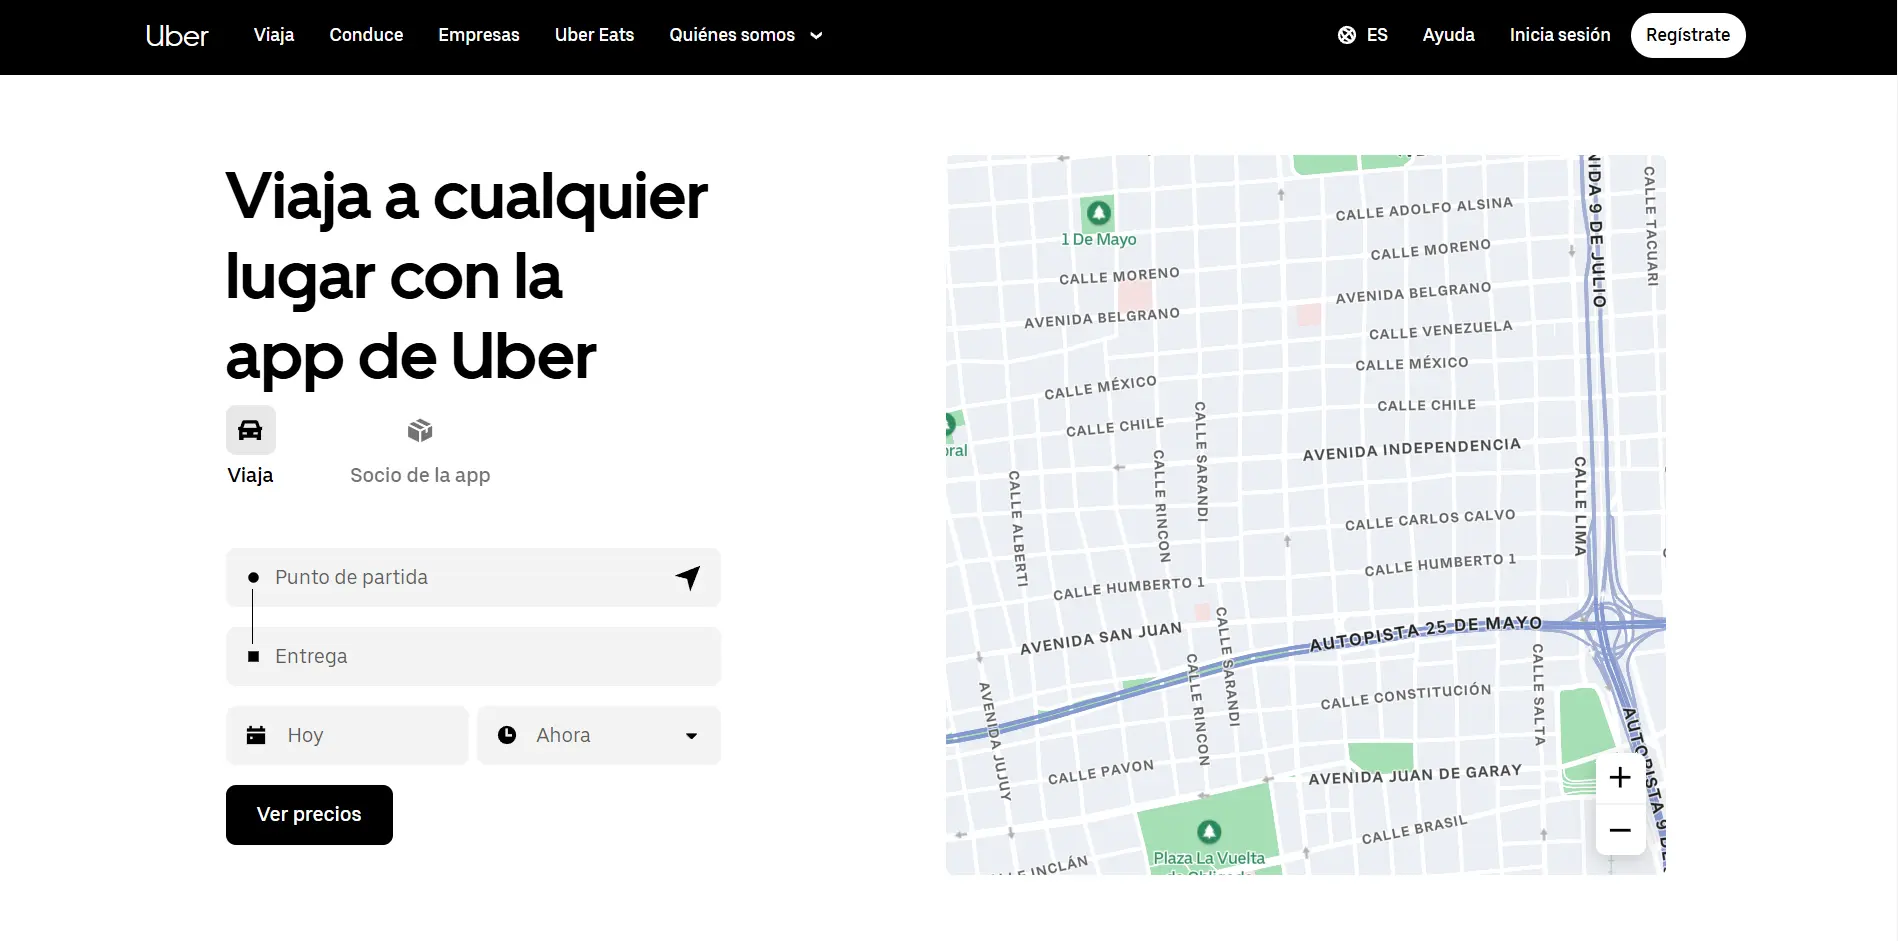 Uber
Viaja
Conduce
Empresas
Uber Eats
Quiénes somos
ES
Ayuda
Inicia sesión
Regístrate
Viaja a cualquier
lugar con la
app de Uber
Viaja
Socio de la app
Punto de partida
Entrega
Hoy
Ahora
Ver precios
CALLE ADOLFO ALSINA
1 De Mayo
CALLE MORENO
CALLE MORENO
AVENIDA BELGRANO
AVENIDA BELGRANO
CALLE VENEZUELA
CALLE MÉXICO
CALLE MÉXICO
CALLE CHILE
CALLE CHILE
AVENIDA INDEPENDENCIA
CALLE SARANDI
CALLE RINCON
CALLE ALBERTI
CALLE LIMA
CALLE TACUARI
NIDA 9 DE JULIO
oral
CALLE CARLOS CALVO
CALLE HUMBERTO 1
CALLE HUMBERTO 1
AVENIDA SAN JUAN
AUTOPISTA 25 DE MAYO
CALLE SARANDI
CALLE RINCON
CALLE SALTA
AVENIDA JUJUY
CALLE CONSTITUCIÓN
CALLE PAVON
AVENIDA JUAN DE GARAY
AUTOPISTA 9 DE
CALLE BRASIL
Plaza La Vuelta
de Obligado
LLE INCLÁN